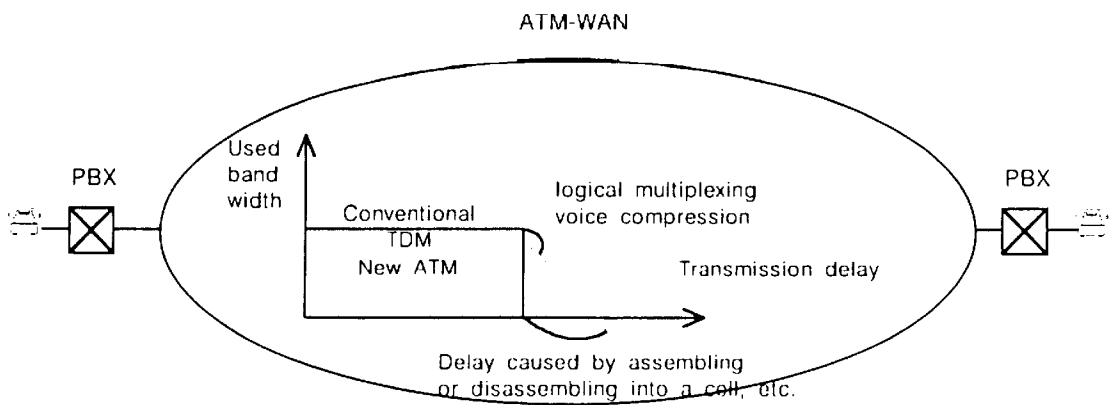 ATM-WAN
PBX
PBX
Used
band
width
Conventional
TDM
New ATM
logical multiplexing
voice compression
Transmission delay
Delay caused by assembling
or disassembling into a cell, etc.